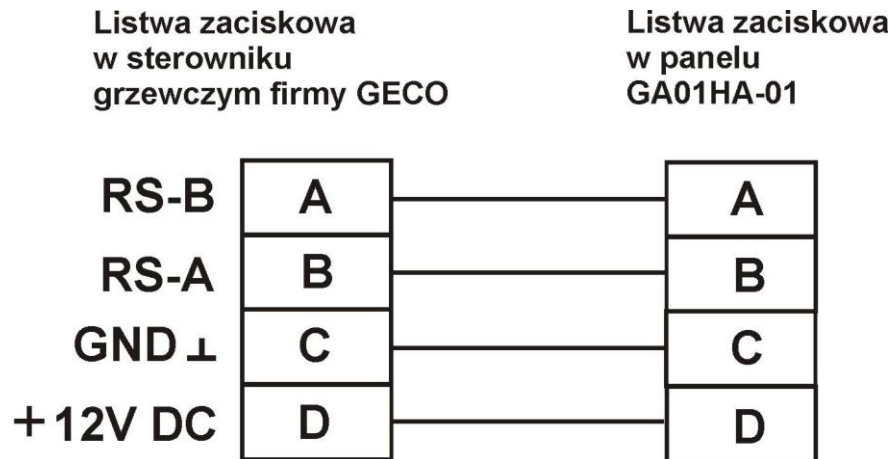 Listwa zaciskowa
w sterowniku
grzewczym firmy GECO
Listwa zaciskowa
w panelu
GA01HA-01
RS-B A A
RS-A B B
GND ⊥ C C
+12V DC D D